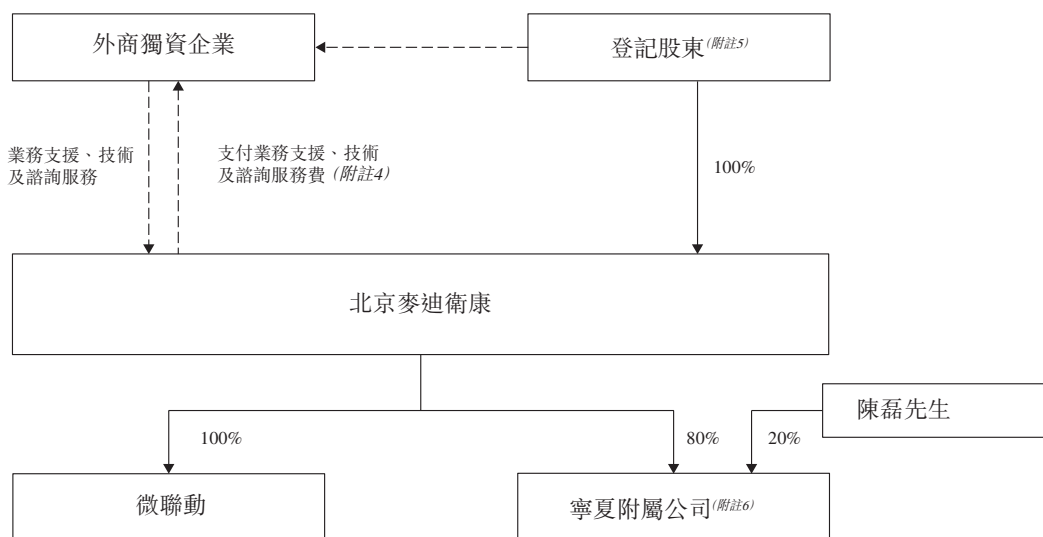 外商獨資企業
登記股東(附註5)
業務支援、技術
及諮詢服務
支付業務支援、技術
及諮詢服務費 (附註4)
100%
北京麥迪衛康
陳磊先生
100%
80%
20%
微聯動
寧夏附屬公司(附註6)